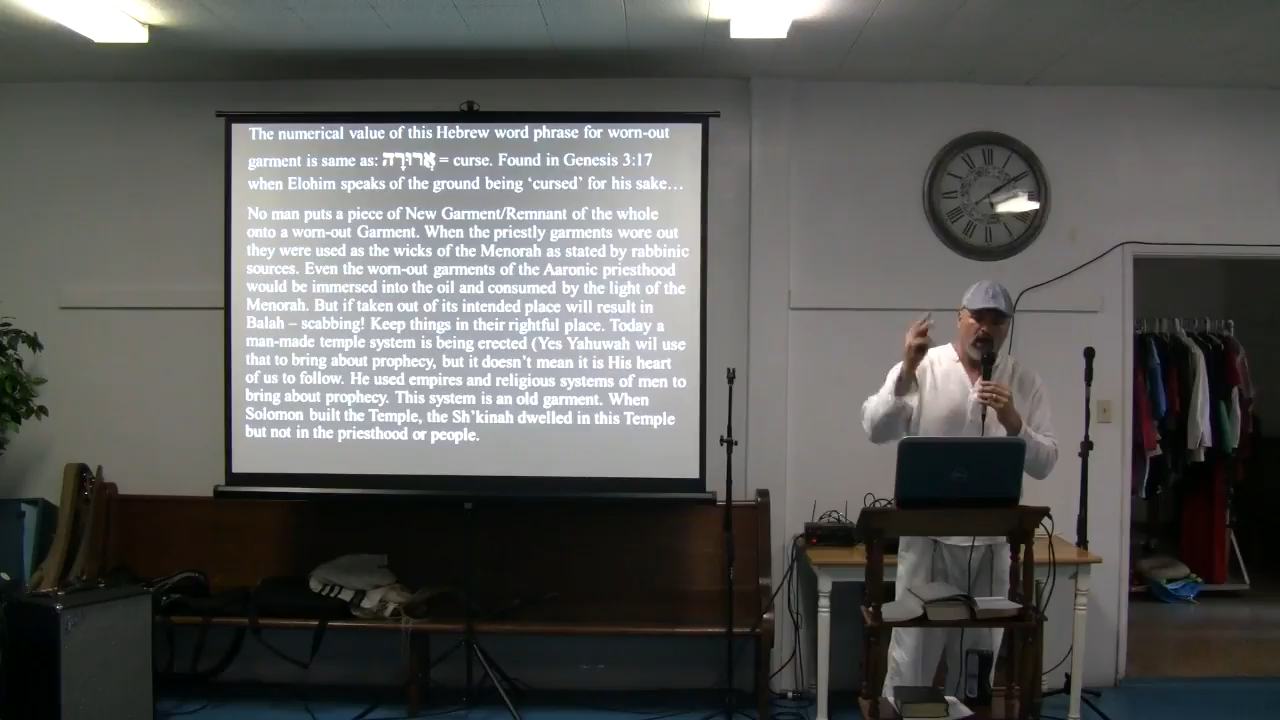 The numerical value of this Hebrew word phrase for worn-out
garment is same as: אֲרוּרָה = curse. Found in Genesis 3:17
when Elohim speaks of the ground being ‘cursed’ for his sake…
No man puts a piece of New Garment/Remnant of the whole
onto a worn-out Garment. When the priestly garments wore out
they were used as the wicks of the Menorah as stated by rabbinic
sources. Even the worn-out garments of the Aaronic priesthood
would be immersed into the oil and consumed by the light of the
Menorah. But if taken out of its intended place will result in
Balah – scabbing! Keep things in their rightful place. Today a
man-made temple system is being erected (Yes Yahuwah wil use
that to bring about prophecy, but it doesn’t mean it is His heart
of us to follow. He used empires and religious systems of men to
bring about prophecy. This system is an old garment. When
Solomon built the Temple, the Sh’kinah dwelled in this Temple
but not in the priesthood or people.